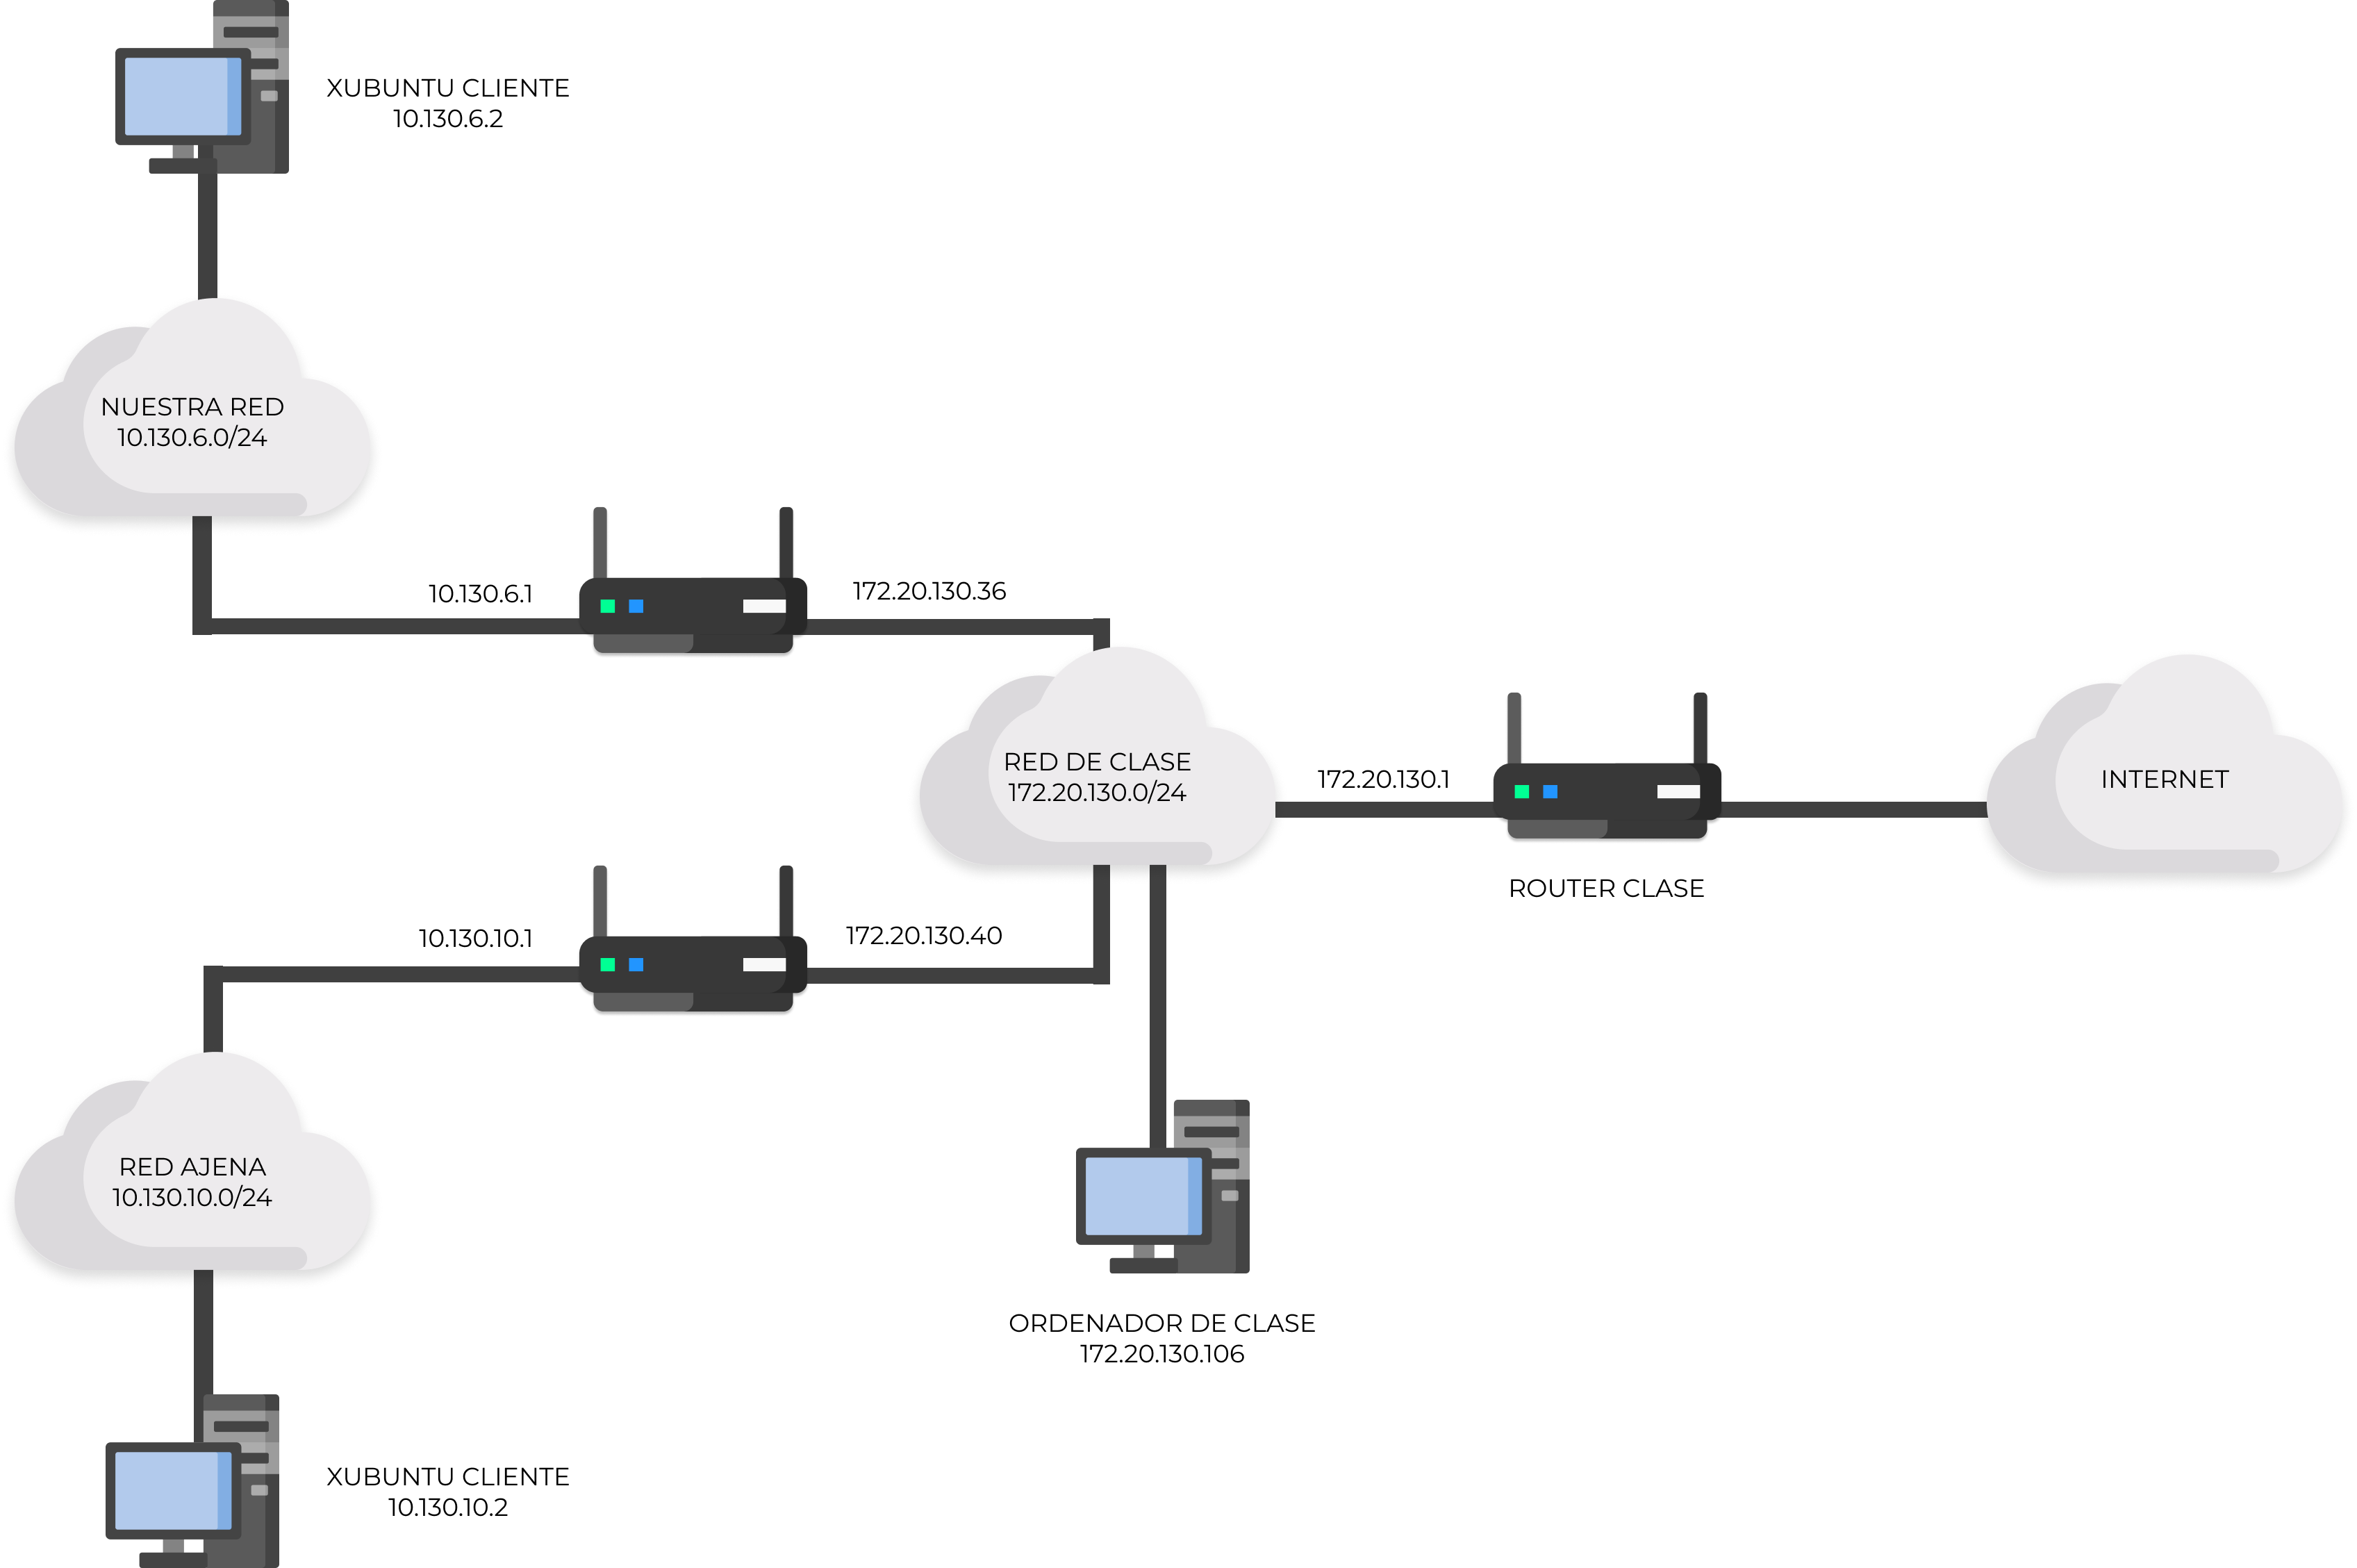 XUBUNTU CLIENTE
10.130.6.2
NUESTRA RED
10.130.6.0/24
10.130.6.1
172.20.130.36
RED DE CLASE
172.20.130.0/24
172.20.130.1
INTERNET
ROUTER CLASE
10.130.10.1
172.20.130.40
RED AJENA
10.130.10.0/24
ORDENADOR DE CLASE
172.20.130.106
XUBUNTU CLIENTE
10.130.10.2